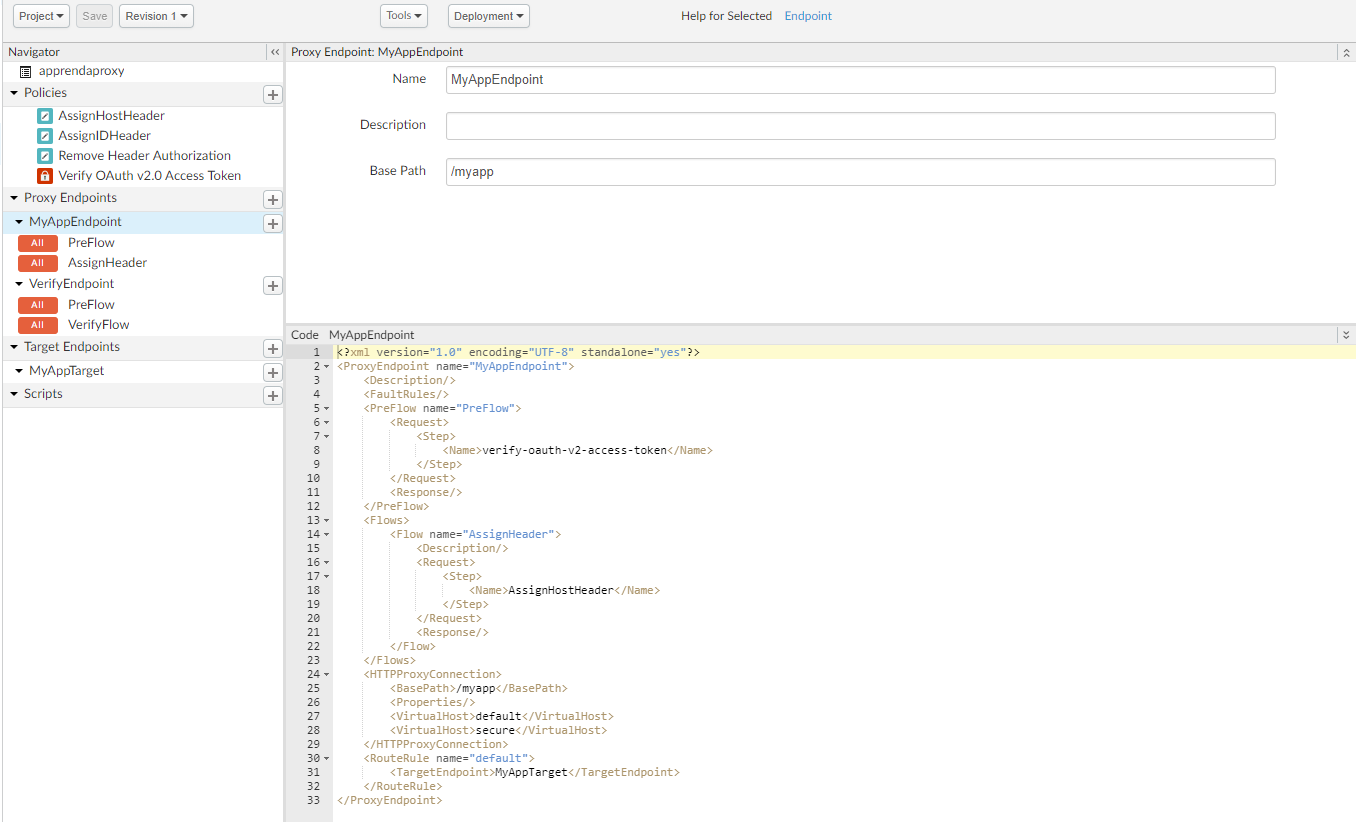 Project Save Revision 1 Tools Deployment Help for Selected Endpoint
Navigator
apprendaproxy
Policies
AssignHostHeader
AssignIDHeader
Remove Header Authorization
Verify OAuth v2.0 Access Token
Proxy Endpoints
MyAppEndpoint
All PreFlow
All AssignHeader
VerifyEndpoint
All PreFlow
All VerifyFlow
Target Endpoints
MyAppTarget
Scripts
Proxy Endpoint: MyAppEndpoint
Name MyAppEndpoint
Description
Base Path /myapp
Code MyAppEndpoint
1 <?xml version="1.0" encoding="UTF-8" standalone="yes"?>
2 <ProxyEndpoint name="MyAppEndpoint">
3 <Description/>
4 <FaultRules/>
5 <PreFlow name="PreFlow">
6 <Request>
7 <Step>
8 <Name>verify-oauth-v2-access-token</Name>
9 </Step>
10 </Request>
11 <Response/>
12 </PreFlow>
13 <Flows>
14 <Flow name="AssignHeader">
15 <Description/>
16 <Request>
17 <Step>
18 <Name>AssignHostHeader</Name>
19 </Step>
20 </Request>
21 <Response/>
22 </Flow>
23 </Flows>
24 <HTTPProxyConnection>
25 <BasePath>/myapp</BasePath>
26 <Properties/>
27 <VirtualHost>default</VirtualHost>
28 <VirtualHost>secure</VirtualHost>
29 </HTTPProxyConnection>
30 <RouteRule name="default">
31 <TargetEndpoint>MyAppTarget</TargetEndpoint>
32 </RouteRule>
33 </ProxyEndpoint>